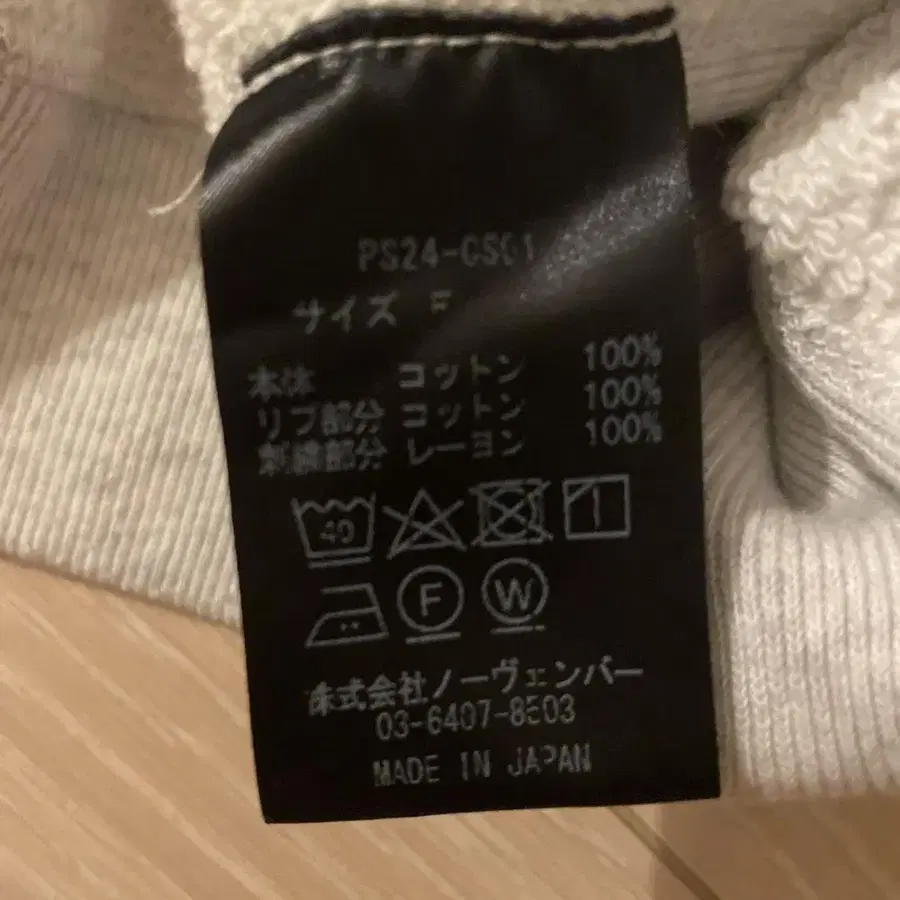 PS24-CS01
サイズ F
本体 コットン 100%
リブ部分 コットン 100%
刺繍部分 レーヨン 100%
40
F W
株式会社ノーヴェンバー
03-6407-8503
MADE IN JAPAN